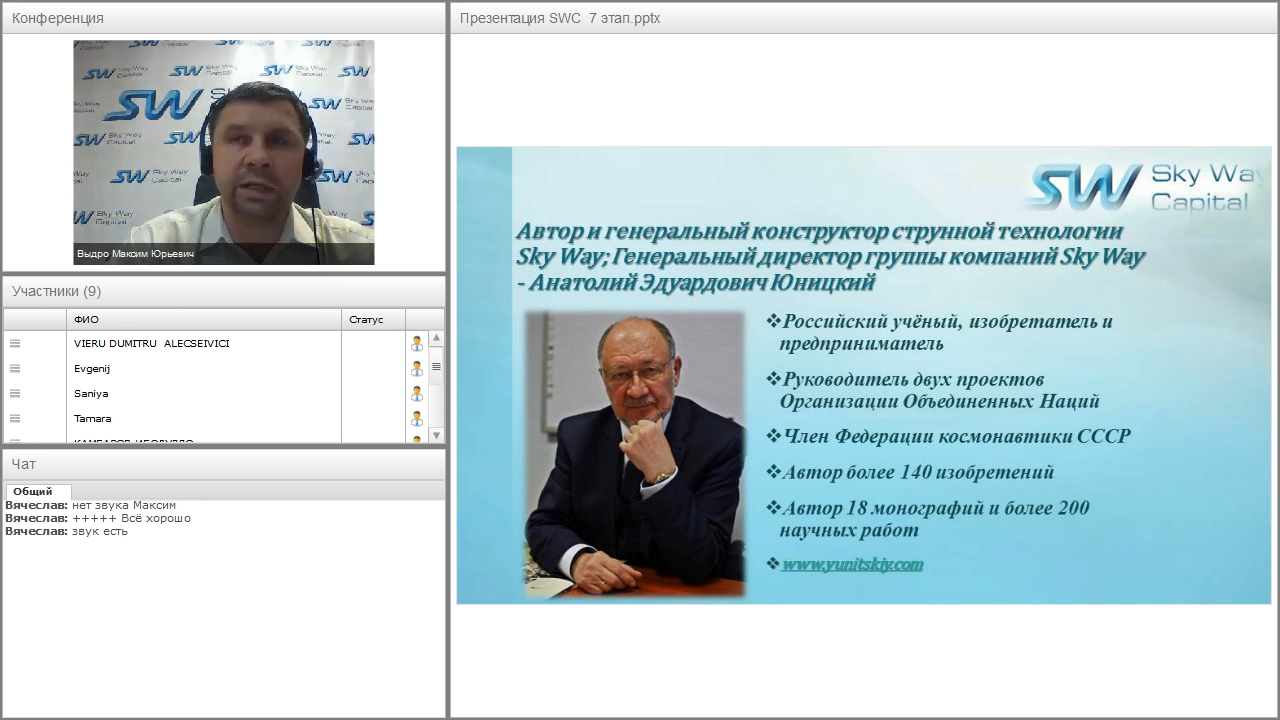 Конференция
SW Sky Way Capital
Выдро Максим Юрьевич
Участники (9)
ФИО
Статус
VIERU DUMITRU ALECSEIVICI
Evgenij
Saniya
Tamara
Чат
Общий
Вячеслав: нет звука Максим
Вячеслав: +++++ Всё хорошо
Вячеслав: звук есть
Презентация SWC 7 этап.pptx
SW Sky Way
Capital
Автор и генеральный конструктор струнной технологии
Sky Way; Генеральный директор группы компаний Sky Way
- Анатолий Эдуардович Юницкий
❖Российский учёный, изобретатель и
предприниматель
❖Руководитель двух проектов
Организации Объединенных Наций
❖Член Федерации космонавтики СССР
❖Автор более 140 изобретений
❖Автор 18 монографий и более 200
научных работ
❖www.yunitskiy.com